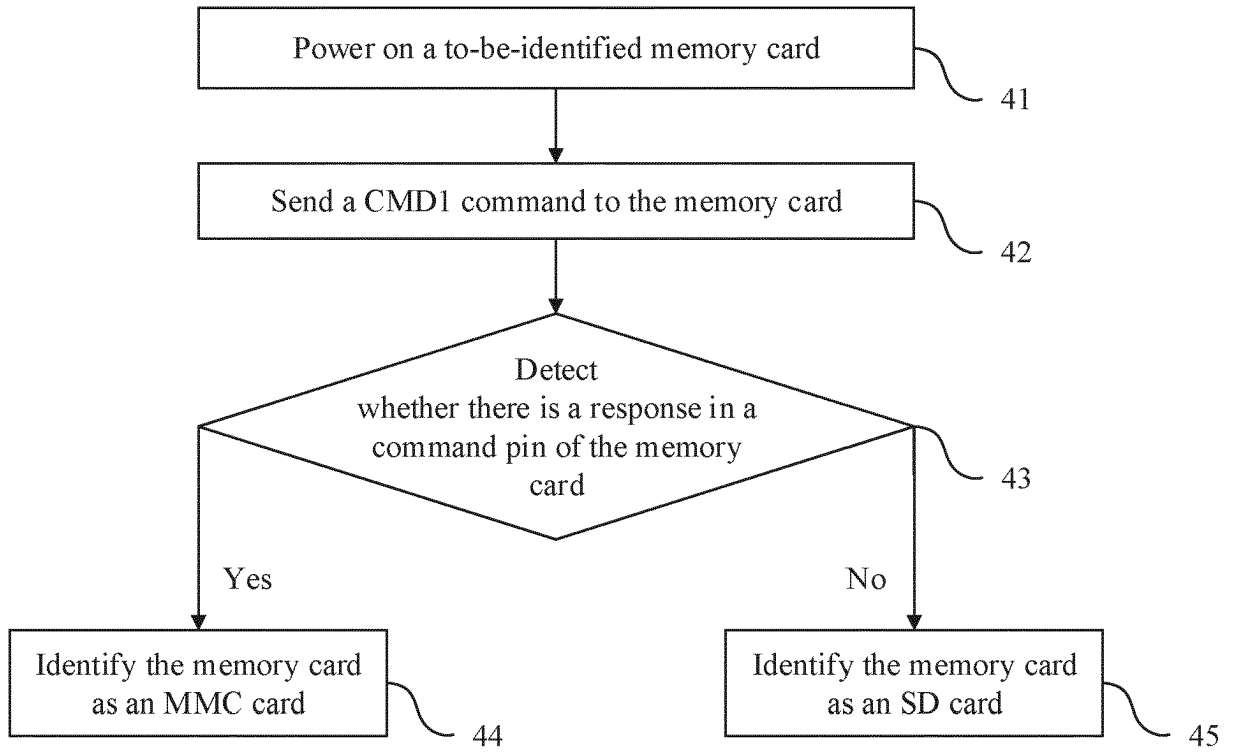 Power on a to-be-identified memory card
41
Send a CMD1 command to the memory card
42
Detect
whether there is a response in a
command pin of the memory
card
43
Yes
No
Identify the memory card
as an MMC card
44
Identify the memory card
as an SD card
45